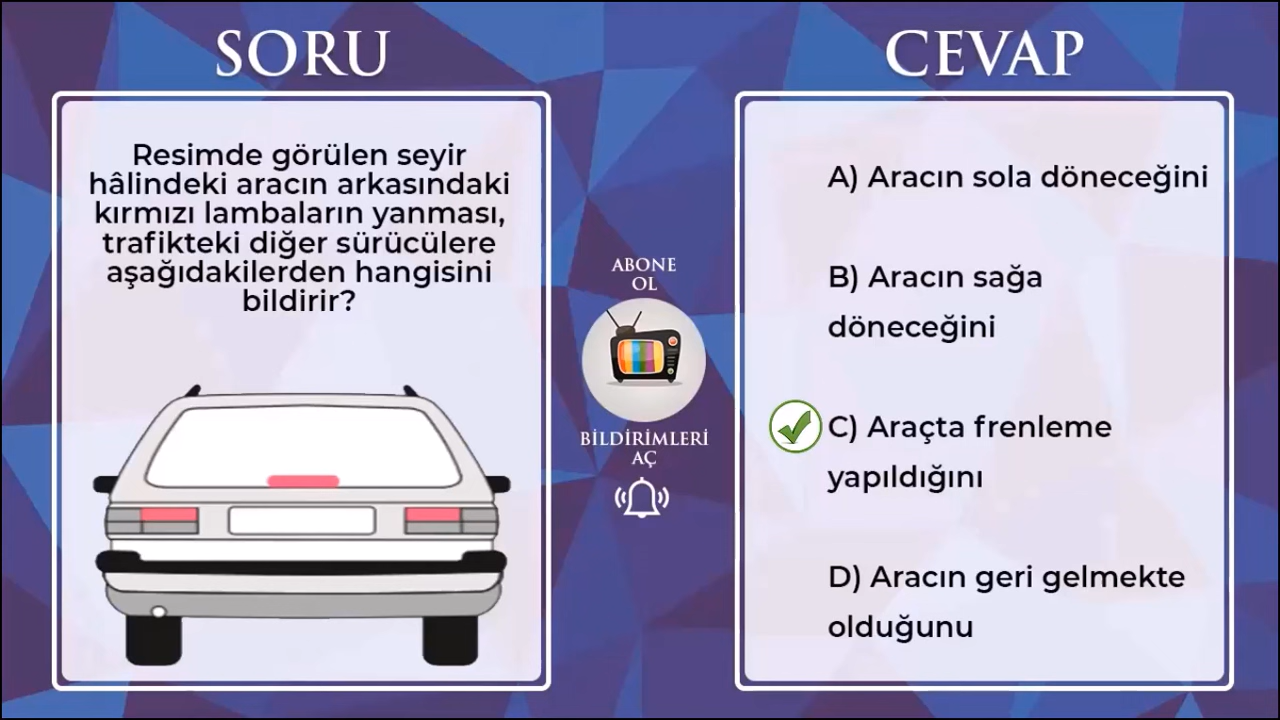 SORU
Resimde görülen seyir
hâlindeki aracın arkasındaki
kırmızı lambaların yanması,
trafikteki diğer sürücülere
aşağıdakilerden hangisini
bildirir?
ABONE
OL
BİLDİRİMLERİ
AÇ
CEVAP
A) Aracın sola döneceğini
B) Aracın sağa
döneceğini
C) Araçta frenleme
yapıldığını
D) Aracın geri gelmekte
olduğunu